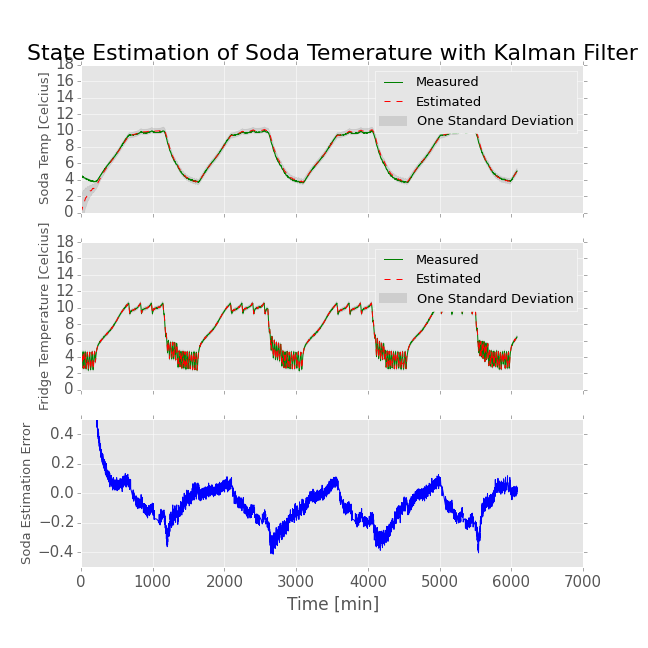 State Estimation of Soda Temerature with Kalman Filter
Soda Temp [Celcius]
18
16
14
12
10
8
6
4
2
0
Measured
Estimated
One Standard Deviation
Fridge Temperature [Celcius]
18
16
14
12
10
8
6
4
2
0
Measured
Estimated
One Standard Deviation
Soda Estimation Error
0.4
0.2
0.0
−0.2
−0.4
0 1000 2000 3000 4000 5000 6000 7000
Time [min]